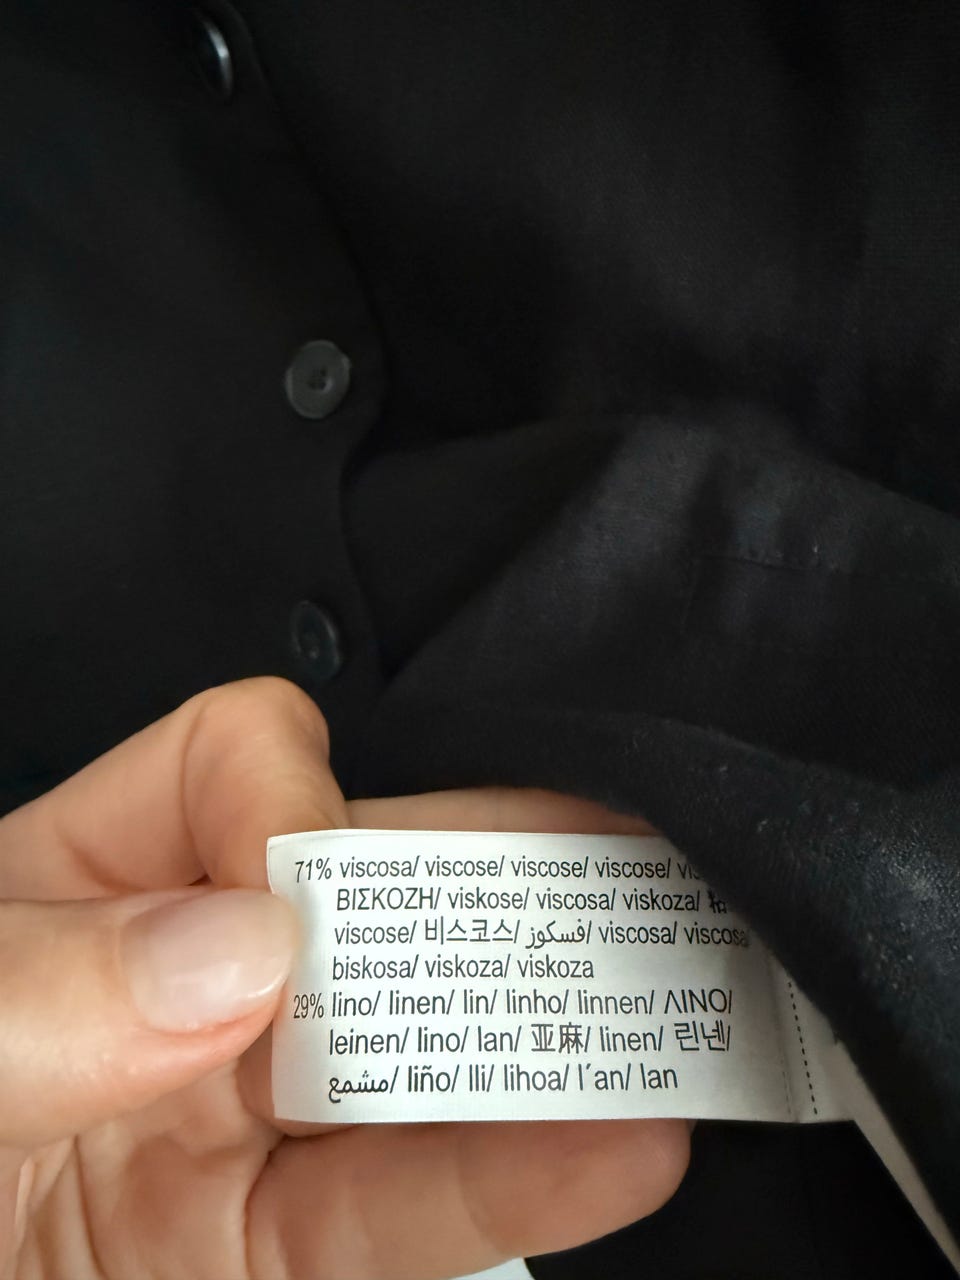 71% viscosa/ viscose/ viscose/ viscose/
ΒΙΣΚΟΖΗ/ viskose/ viscosa/ viskoza/
viscose/ 비스코스/ فسكوز/ viscosa/ viscosa/
biskosa/ viskoza/ viskoza
29% lino/ linen/ lin/ linho/ linnen/ ΛΙΝΟ/
leinen/ lino/ lan/ 亚麻/ linen/ 린넨/
مشمع/ liño/ lli/ lihoa/ l´an/ lan